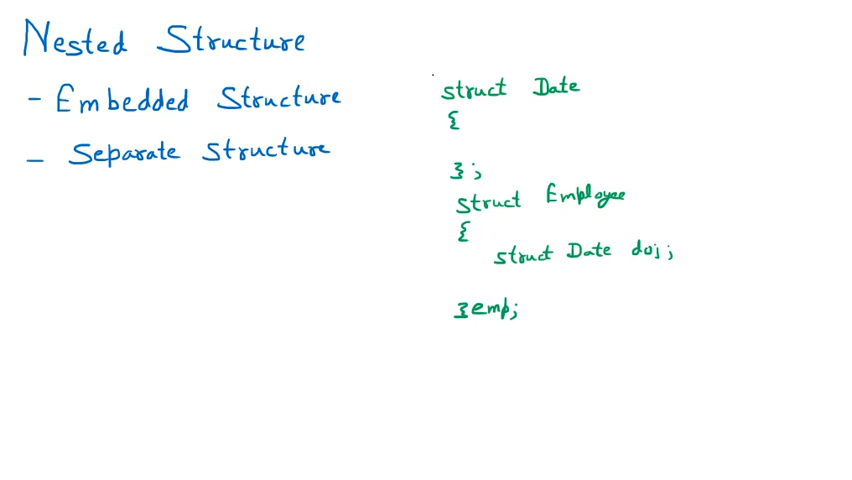 Nested Structure
- Embedded Structure
- Separate Structure
struct Date
{
};
struct Employee
{
struct Date doj;
}emp;